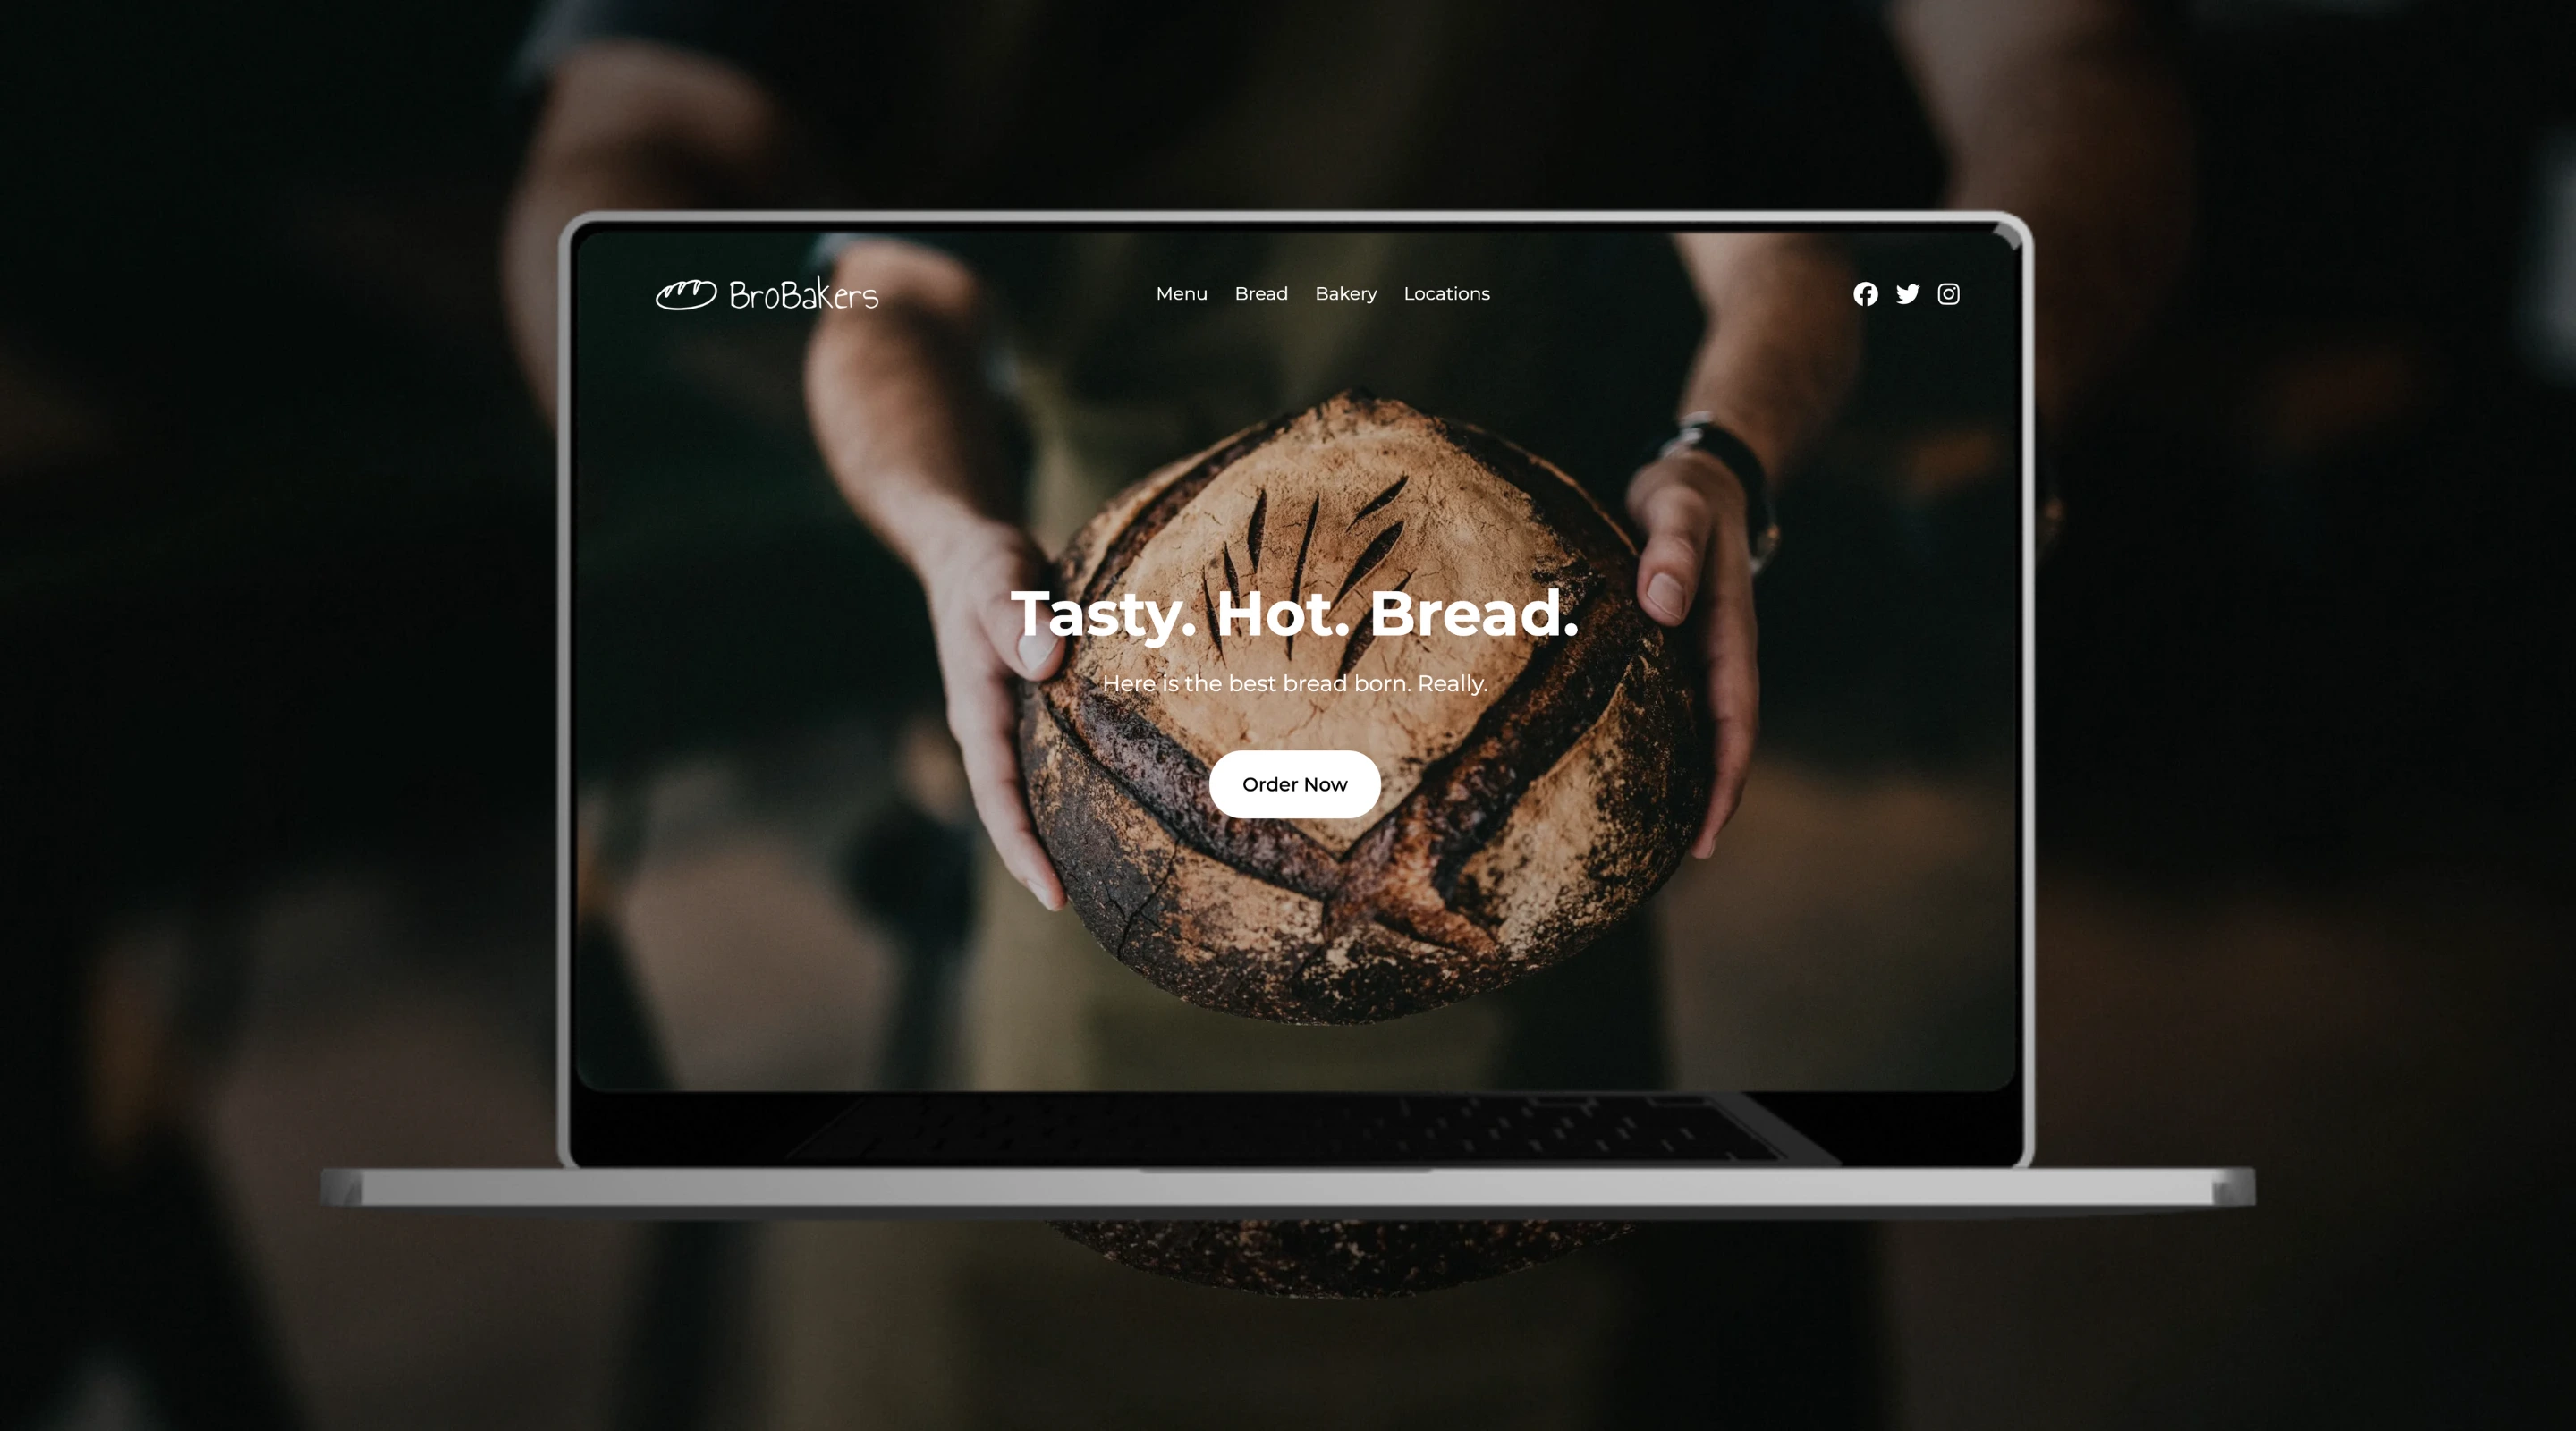 BroBakers
Menu Bread Bakery Locations
Tasty. Hot. Bread.
Here is the best bread born. Really.
Order Now